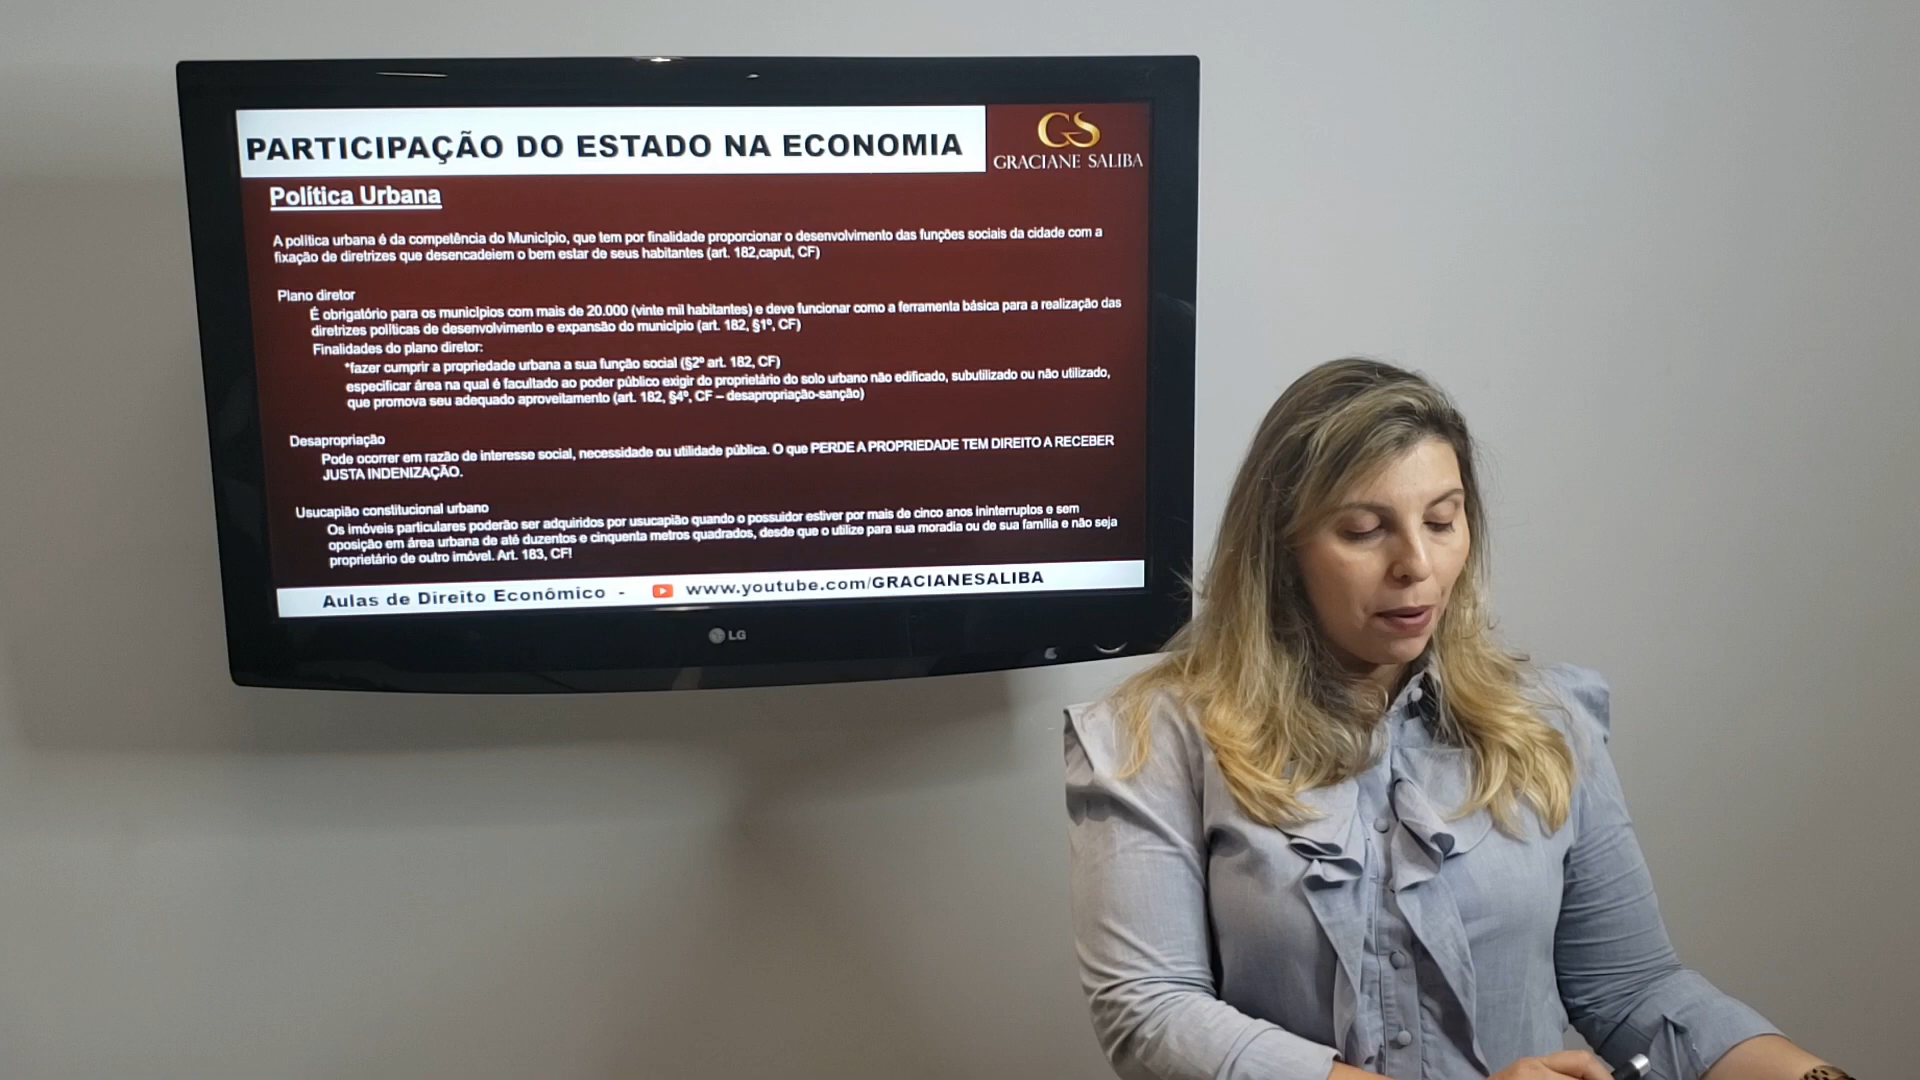 PARTICIPAÇÃO DO ESTADO NA ECONOMIA
GS
GRACIANE SALIBA
Política Urbana
A política urbana é da competência do Município, que tem por finalidade proporcionar o desenvolvimento das funções sociais da cidade com a
fixação de diretrizes que desencadeiem o bem estar de seus habitantes (art. 182,caput, CF)
Plano diretor
É obrigatório para os municípios com mais de 20.000 (vinte mil habitantes) e deve funcionar como a ferramenta básica para a realização das
diretrizes políticas de desenvolvimento e expansão do município (art. 182, §1º, CF)
Finalidades do plano diretor:
*fazer cumprir a propriedade urbana a sua função social (§2º art. 182, CF)
especificar área na qual é facultado ao poder público exigir do proprietário do solo urbano não edificado, subutilizado ou não utilizado,
que promova seu adequado aproveitamento (art. 182, §4º, CF – desapropriação-sanção)
Desapropriação
Pode ocorrer em razão de interesse social, necessidade ou utilidade pública. O que PERDE A PROPRIEDADE TEM DIREITO A RECEBER
JUSTA INDENIZAÇÃO.
Usucapião constitucional urbano
Os imóveis particulares poderão ser adquiridos por usucapião quando o possuidor estiver por mais de cinco anos ininterruptos e sem
oposição em área urbana de até duzentos e cinquenta metros quadrados, desde que o utilize para sua moradia ou de sua família e não seja
proprietário de outro imóvel. Art. 183, CF!
Aulas de Direito Econômico - www.youtube.com/GRACIANESALIBA
LG